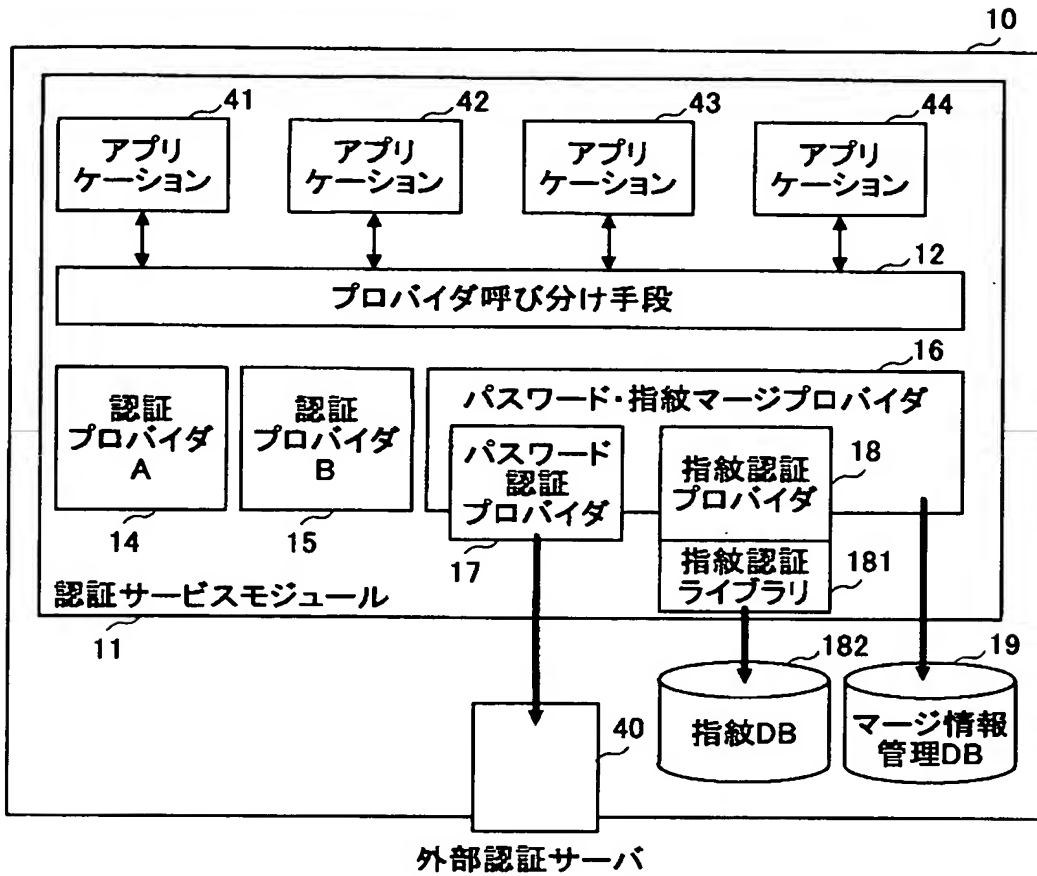 10
41
42
43
44
アプリ
ケーション
アプリ
ケーション
アプリ
ケーション
アプリ
ケーション
12
プロバイダ呼び分け手段
16
認証
プロバイダ
A
認証
プロバイダ
B
パスワード・指紋マージプロバイダ
パスワード
認証
プロバイダ
指紋認証
プロバイダ
18
14
15
17
指紋認証
ライブラリ
181
認証サービスモジュール
11
182
19
指紋DB
マージ情報
管理DB
40
外部認証サーバ